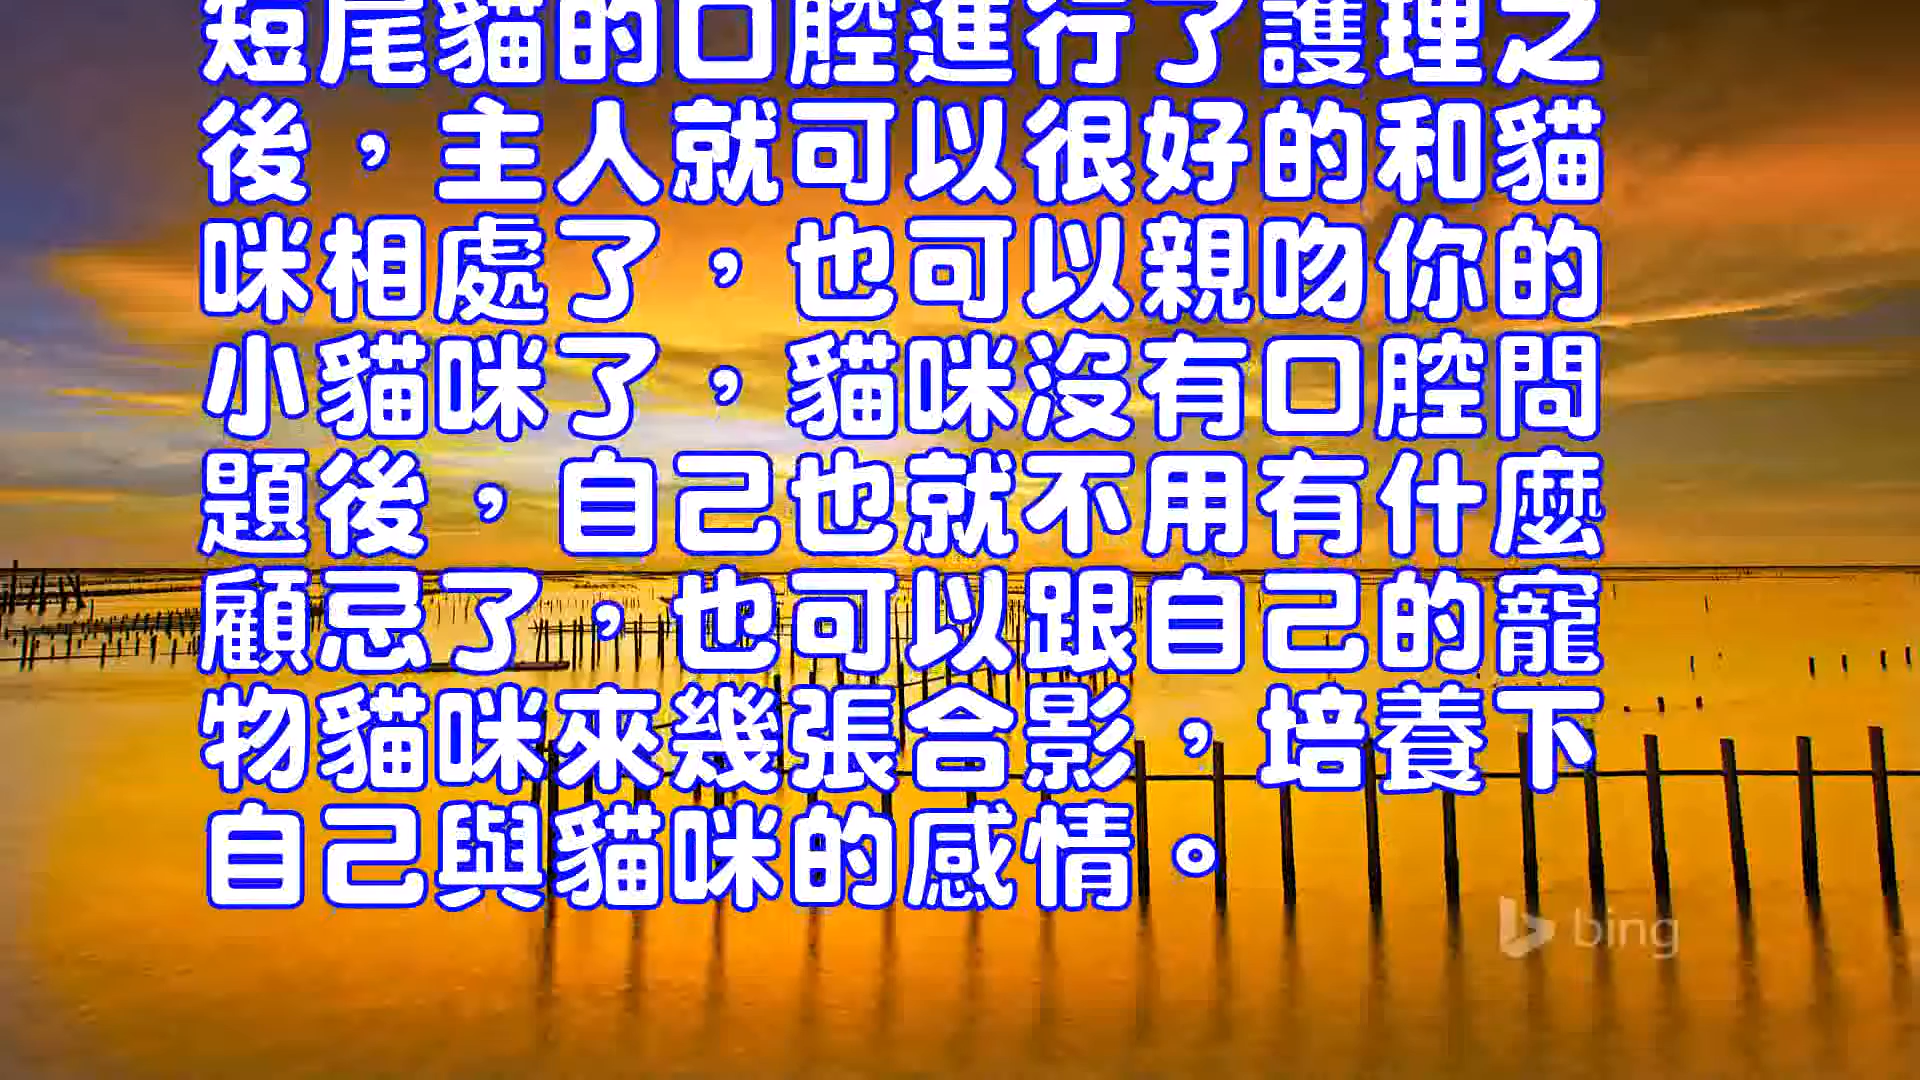 短尾貓的口腔進行了護理之
後，主人就可以很好的和貓
咪相處了，也可以親吻你的
小貓咪了，貓咪沒有口腔問
題後，自己也就不用有什麼
顧忌了，也可以跟自己的寵
物貓咪來幾張合影，培養下
自己與貓咪的感情。
bing